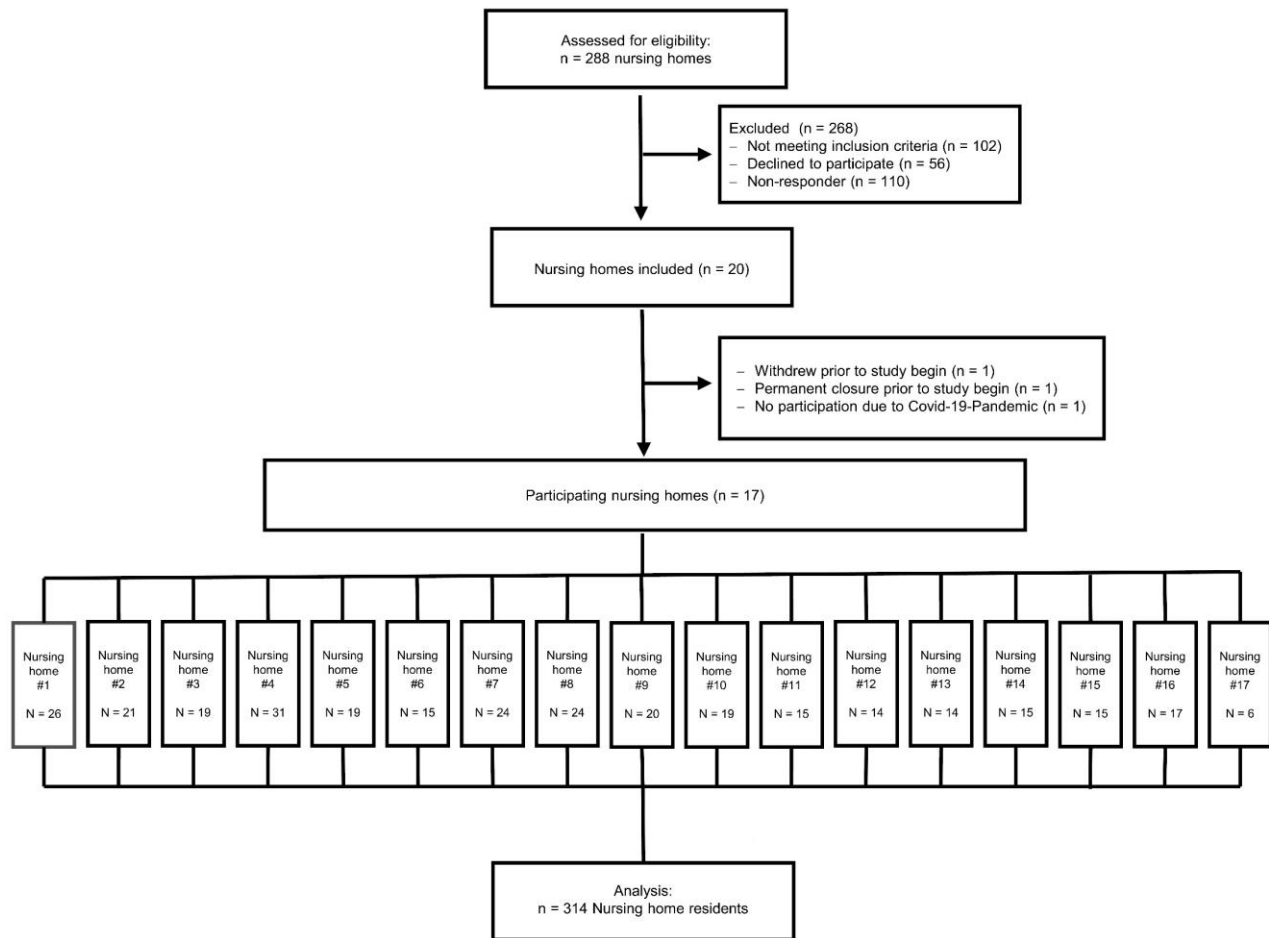 Assessed for eligibility:
n = 288 nursing homes
Excluded (n = 268)
– Not meeting inclusion criteria (n = 102)
– Declined to participate (n = 56)
– Non-responder (n = 110)
Nursing homes included (n = 20)
– Withdrew prior to study begin (n = 1)
– Permanent closure prior to study begin (n = 1)
– No participation due to Covid-19-Pandemic (n = 1)
Participating nursing homes (n = 17)
Nursing
home
#1
N = 26
Nursing
home
#2
N = 21
Nursing
home
#3
N = 19
Nursing
home
#4
N = 31
Nursing
home
#5
N = 19
Nursing
home
#6
N = 15
Nursing
home
#7
N = 24
Nursing
home
#8
N = 24
Nursing
home
#9
N = 20
Nursing
home
#10
N = 19
Nursing
home
#11
N = 15
Nursing
home
#12
N = 14
Nursing
home
#13
N = 14
Nursing
home
#14
N = 15
Nursing
home
#15
N = 15
Nursing
home
#16
N = 17
Nursing
home
#17
N = 6
Analysis:
n = 314 Nursing home residents